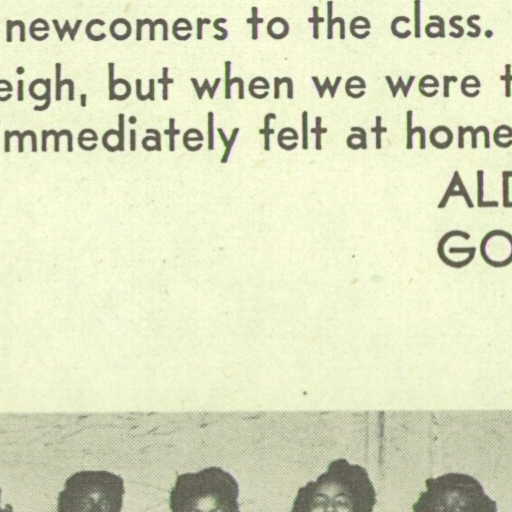 newcomers to the class.
eigh, but when we were t
mmediately felt at home
ALD
GO